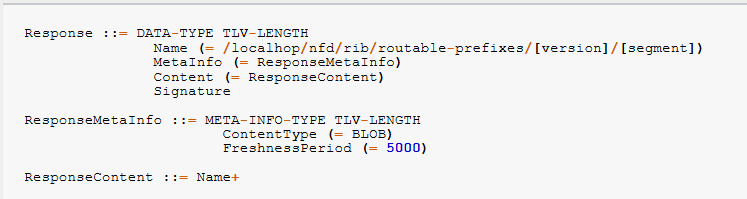 Response ::= DATA-TYPE TLV-LENGTH
Name (= /localhop/nfd/rib/routable-prefixes/[version]/[segment])
MetaInfo (= ResponseMetaInfo)
Content (= ResponseContent)
Signature
ResponseMetaInfo ::= META-INFO-TYPE TLV-LENGTH
ContentType (= BLOB)
FreshnessPeriod (= 5000)
ResponseContent ::= Name+